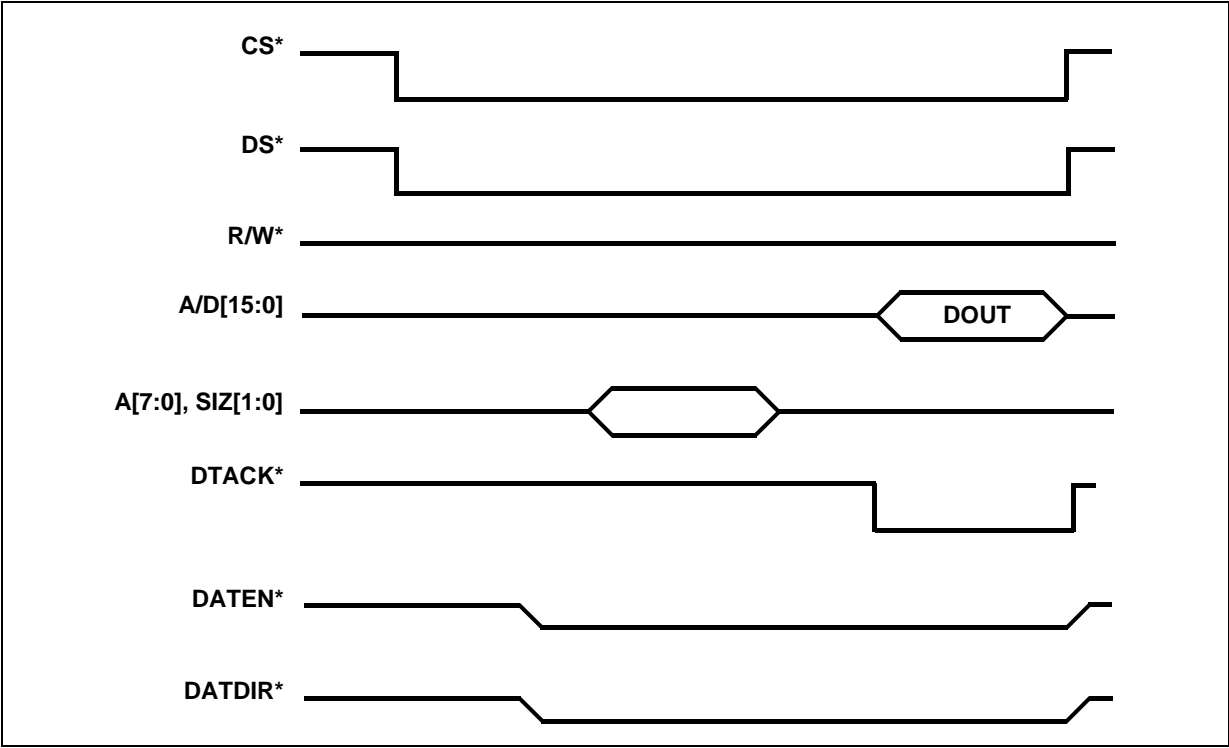 CS*
DS*
R/W*
A/D[15:0]
DOUT
A[7:0], SIZ[1:0]
DTACK*
DATEN*
DATDIR*